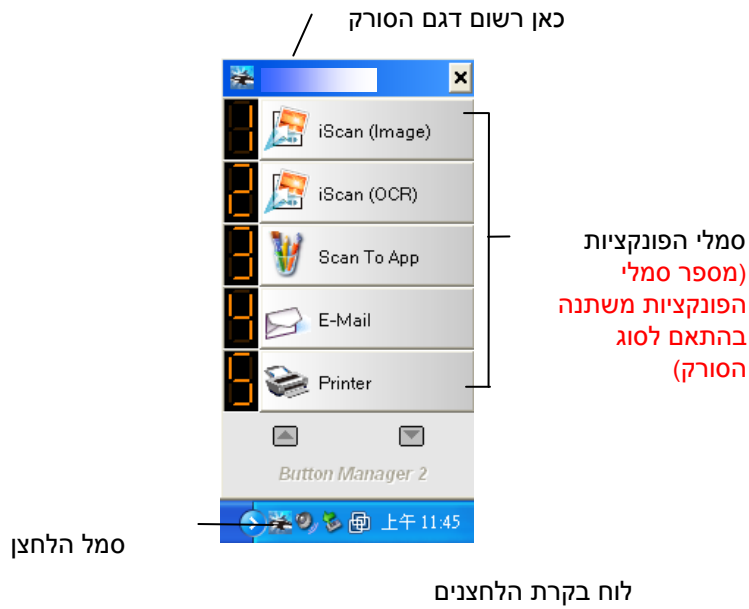 כאן רשום דגם הסורק
1 iScan (Image)
2 iScan (OCR)
3 Scan To App
4 E-Mail
5 Printer
סמלי הפונקציות
(מספר סמלי
הפונקציות משתנה
בהתאם לסוג
הסורק)
Button Manager 2
上午 11:45
סמל הלחצן
לוח בקרת הלחצנים